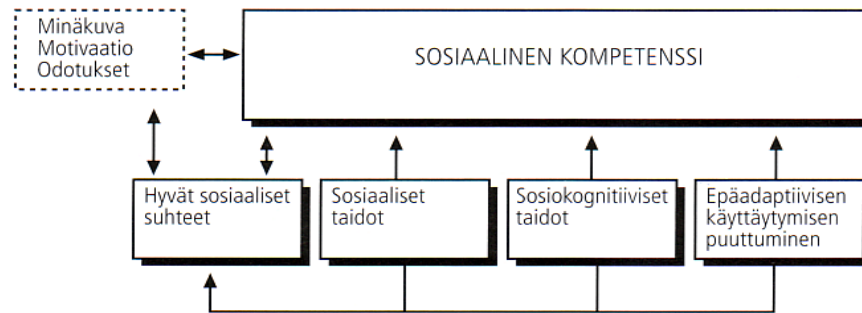 Minäkuva
Motivaatio
Odotukset
SOSIAALINEN KOMPETENSSI
Hyvät sosiaaliset
suhteet
Sosiaaliset
taidot
Sosiokognitiiviset
taidot
Epäadaptiivisen
käyttäytymisen
puuttuminen